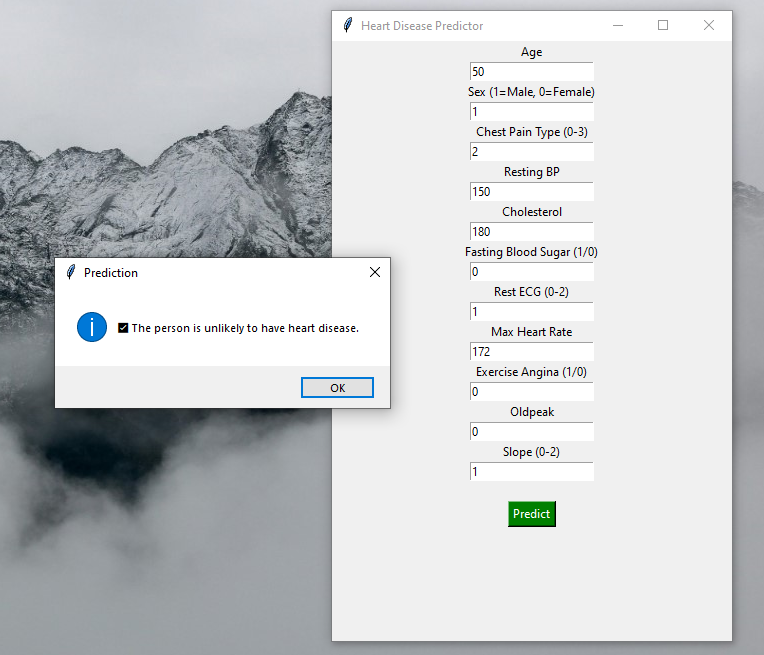 Heart Disease Predictor
Age
50
Sex (1=Male, 0=Female)
1
Chest Pain Type (0-3)
2
Resting BP
150
Cholesterol
180
Fasting Blood Sugar (1/0)
0
Rest ECG (0-2)
1
Max Heart Rate
172
Exercise Angina (1/0)
0
Oldpeak
0
Slope (0-2)
1
Predict
Prediction
The person is unlikely to have heart disease.
OK